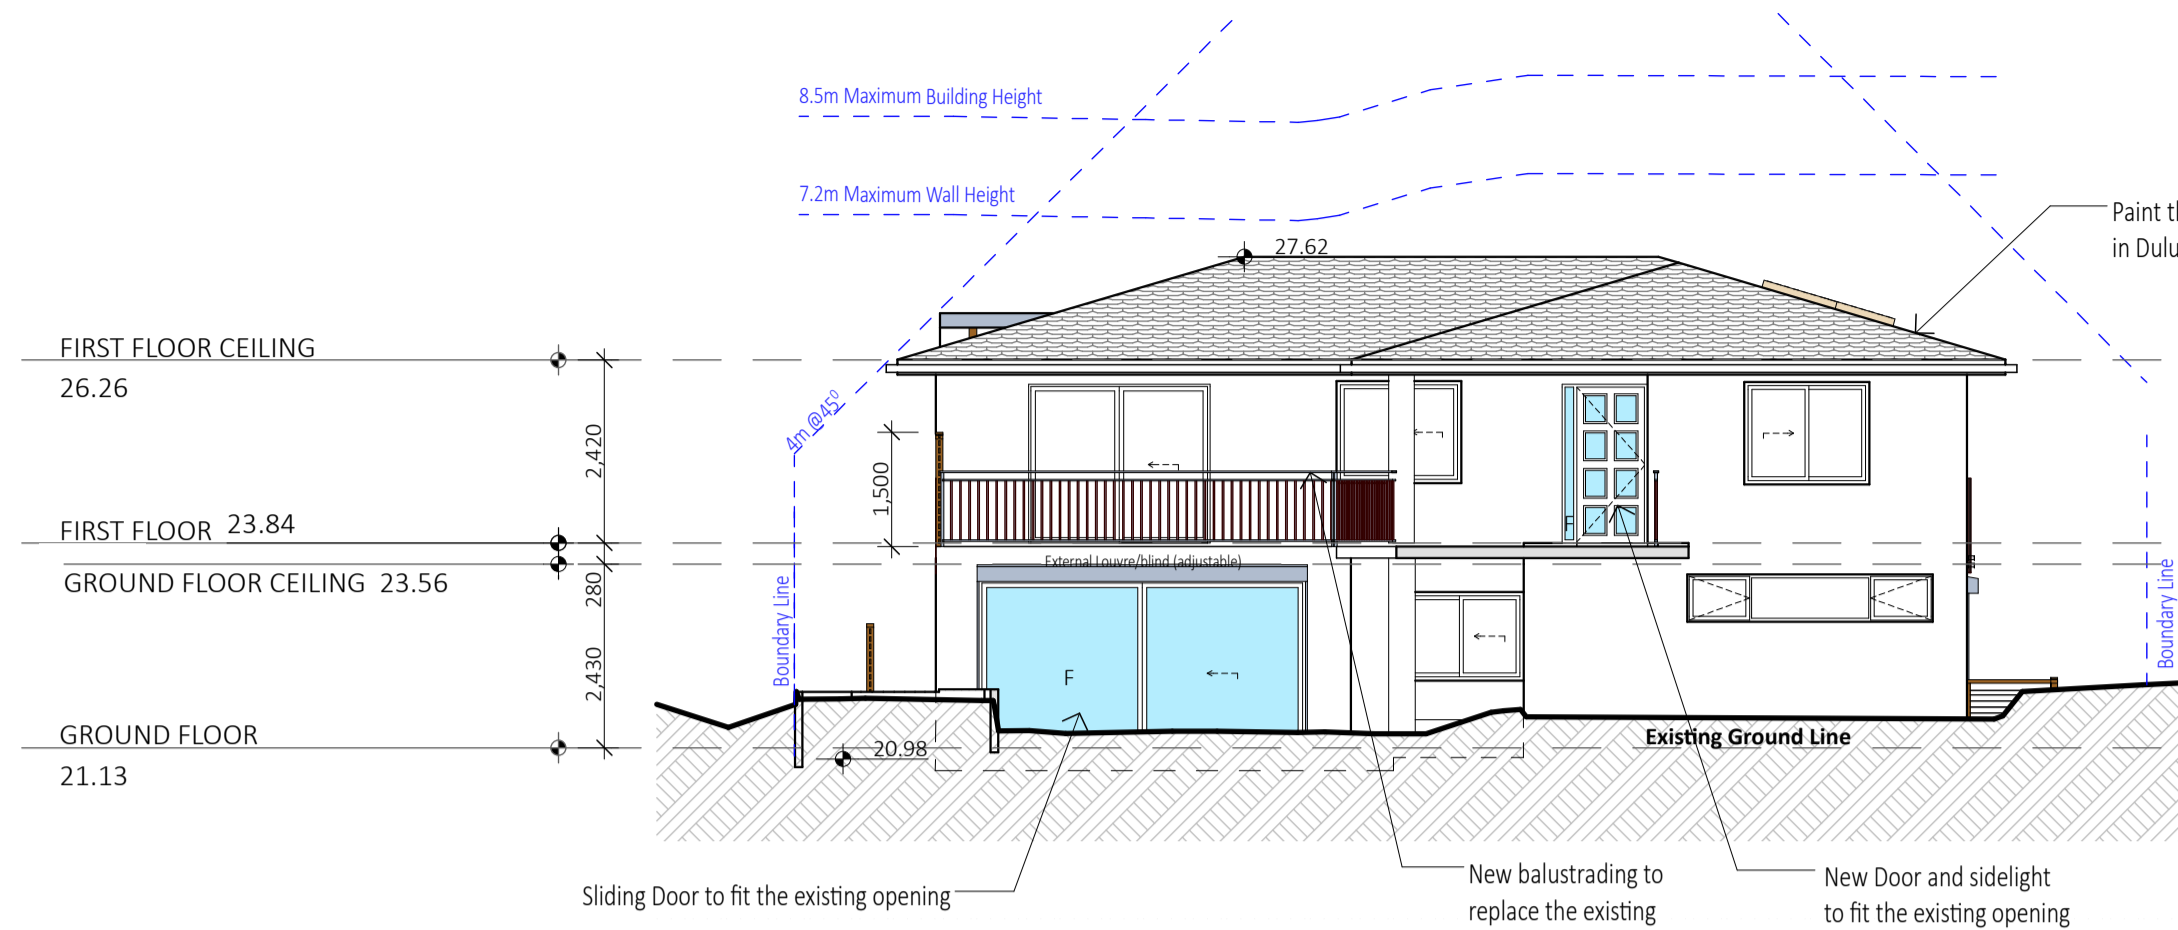 8.5m Maximum Building Height
7.2m Maximum Wall Height
27.62
Paint t
in Dulu
FIRST FLOOR CEILING
26.26
4m @45⁰
2,420
1,500
FIRST FLOOR 23.84
External Louvre/blind (adjustable)
GROUND FLOOR CEILING 23.56
280
Boundary Line
Boundary Line
2,430
F
F
GROUND FLOOR
21.13
20.98
Existing Ground Line
Sliding Door to fit the existing opening
New balustrading to
replace the existing
New Door and sidelight
to fit the existing opening